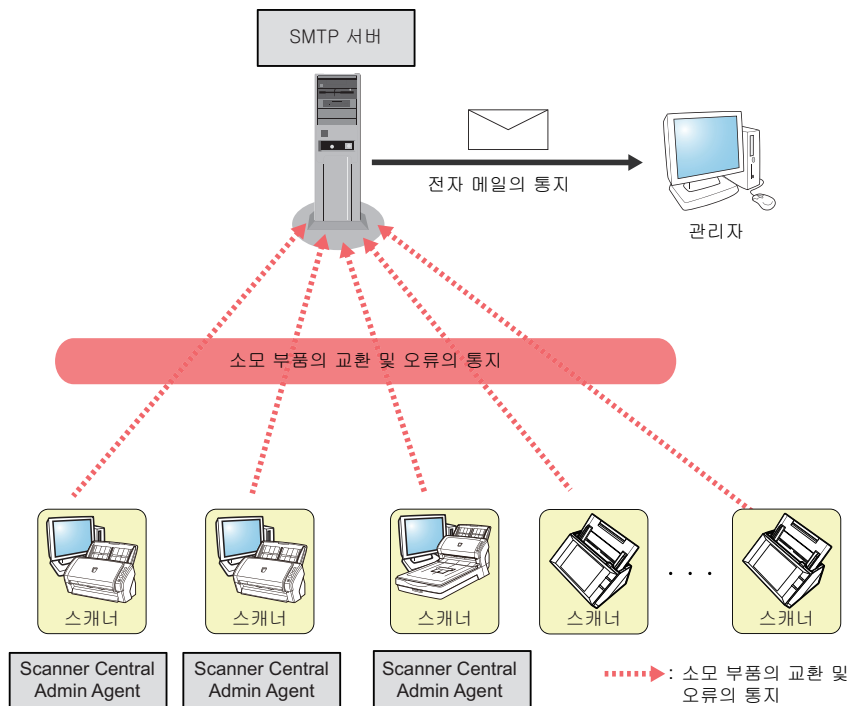 SMTP 서버
전자 메일의 통지
관리자
소모 부품의 교환 및 오류의 통지
스캐너
스캐너
스캐너
스캐너
. . .
스캐너
Scanner Central
Admin Agent
Scanner Central
Admin Agent
Scanner Central
Admin Agent
: 소모 부품의 교환 및
오류의 통지